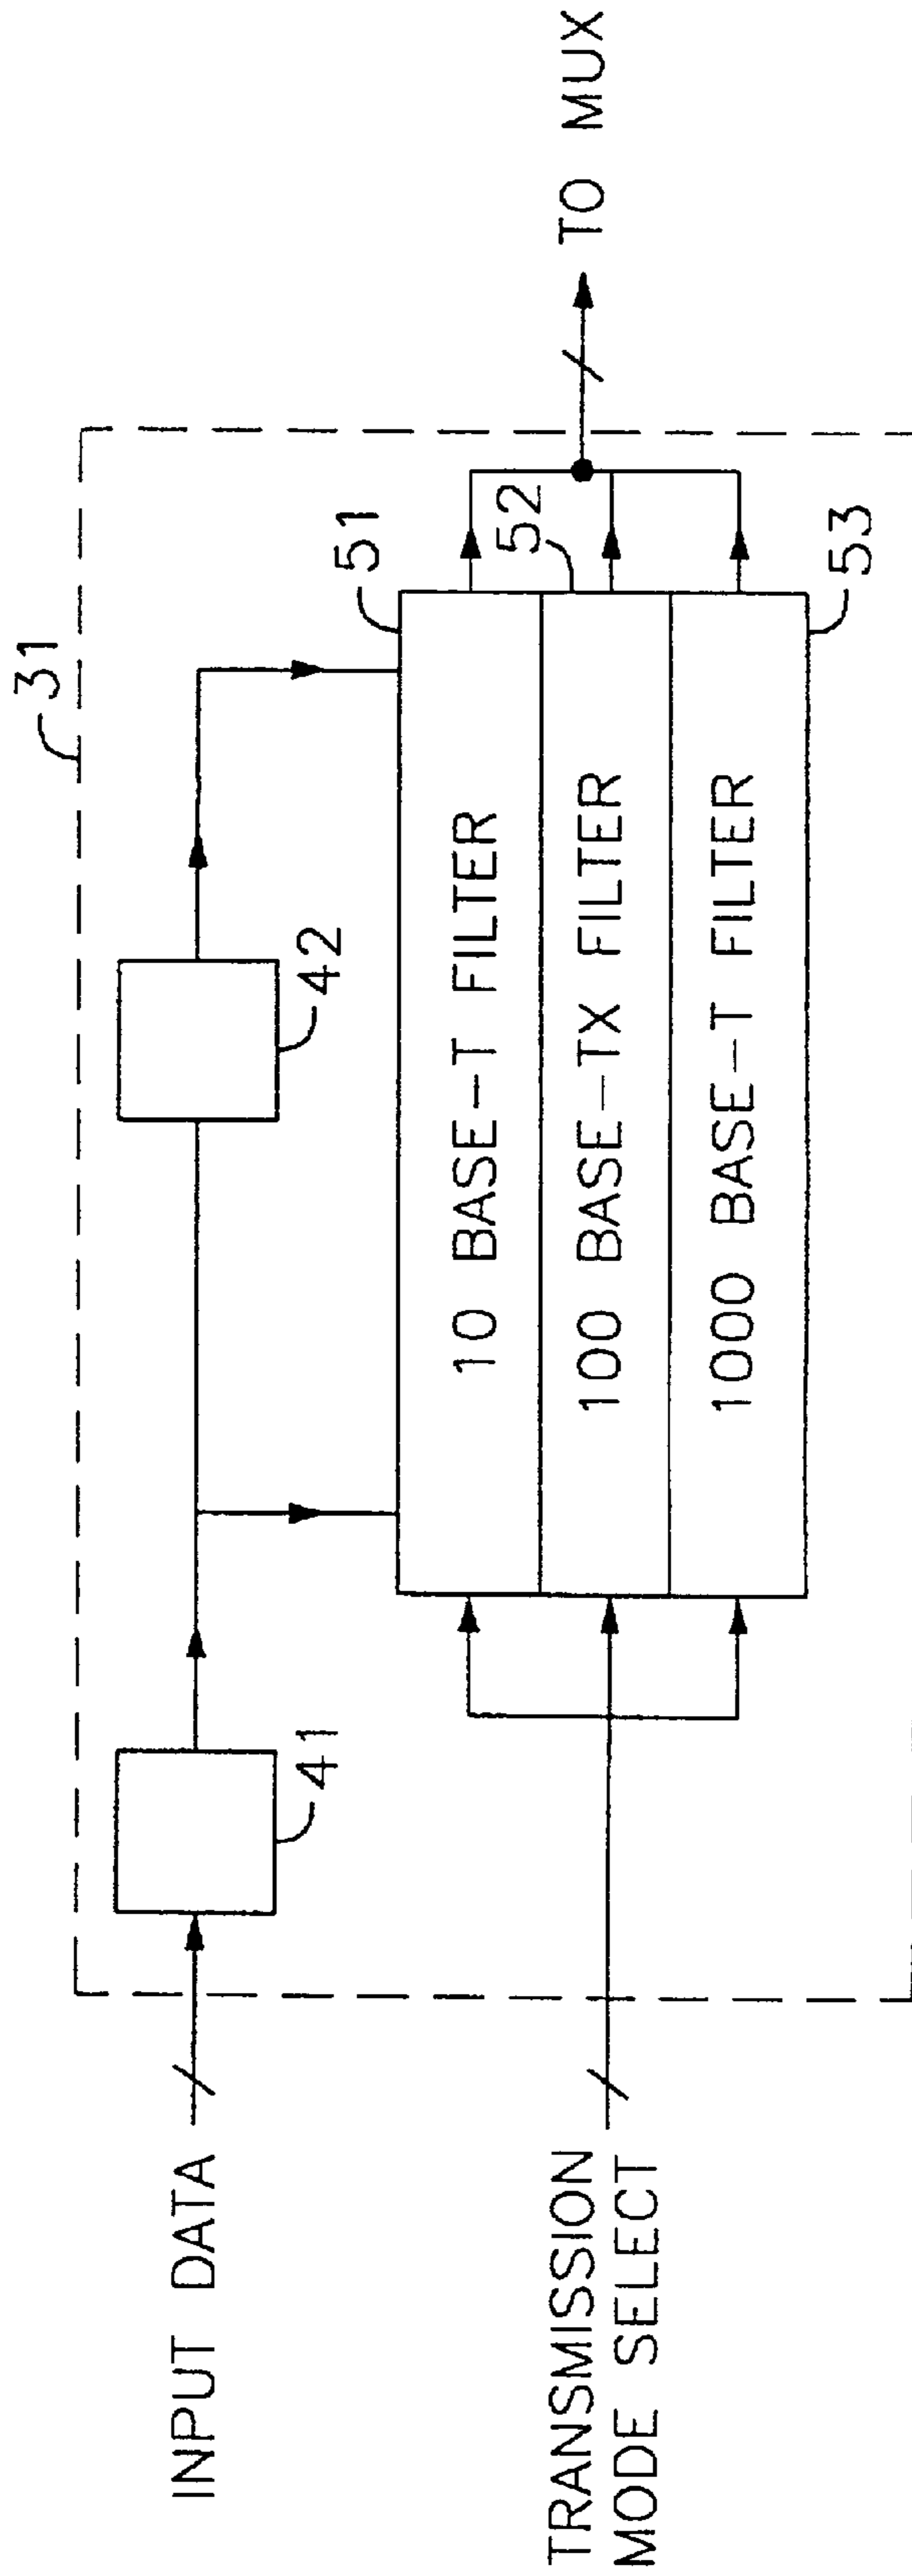 31
INPUT DATA
41
42
51
10 BASE-T FILTER
52
100 BASE-TX FILTER
1000 BASE-T FILTER
53
TRANSMISSION
MODE SELECT
TO MUX